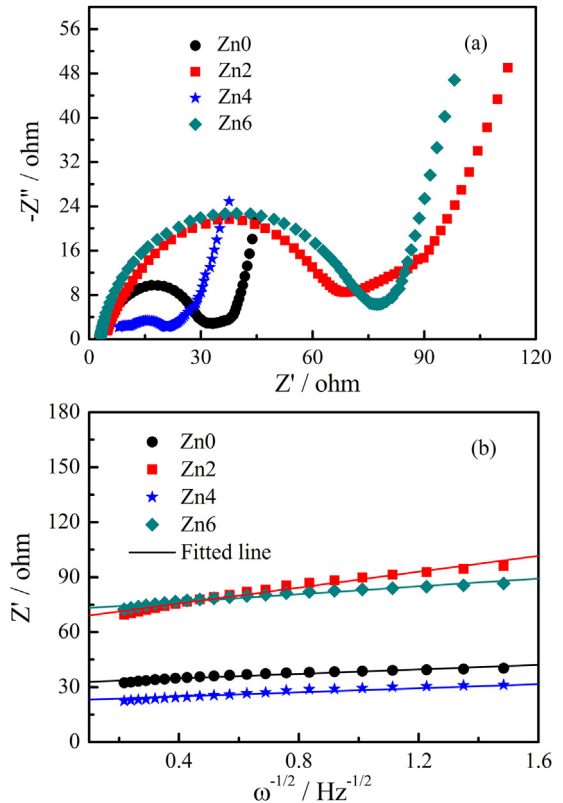 (a)
Zn0
Zn2
Zn4
Zn6
-Z" / ohm
48
40
32
24
16
8
0
0 30 60 90 120
Z' / ohm
(b)
Zn0
Zn2
Zn4
Zn6
Fitted line
Z' / ohm
180
150
120
90
60
30
0
0.4 0.8 1.2 1.6
ω-1/2 / Hz-1/2